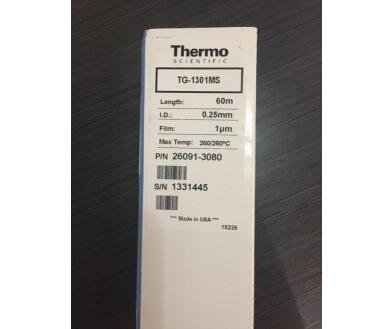 Thermo
SCIENTIFIC
TG-1301MS
Length: 60m
I.D.: 0.25mm
Film: 1µm
Max Temp: 260/260ºC
P/N 26091-3080
S/N 1331445
*** Made in USA ***
15226